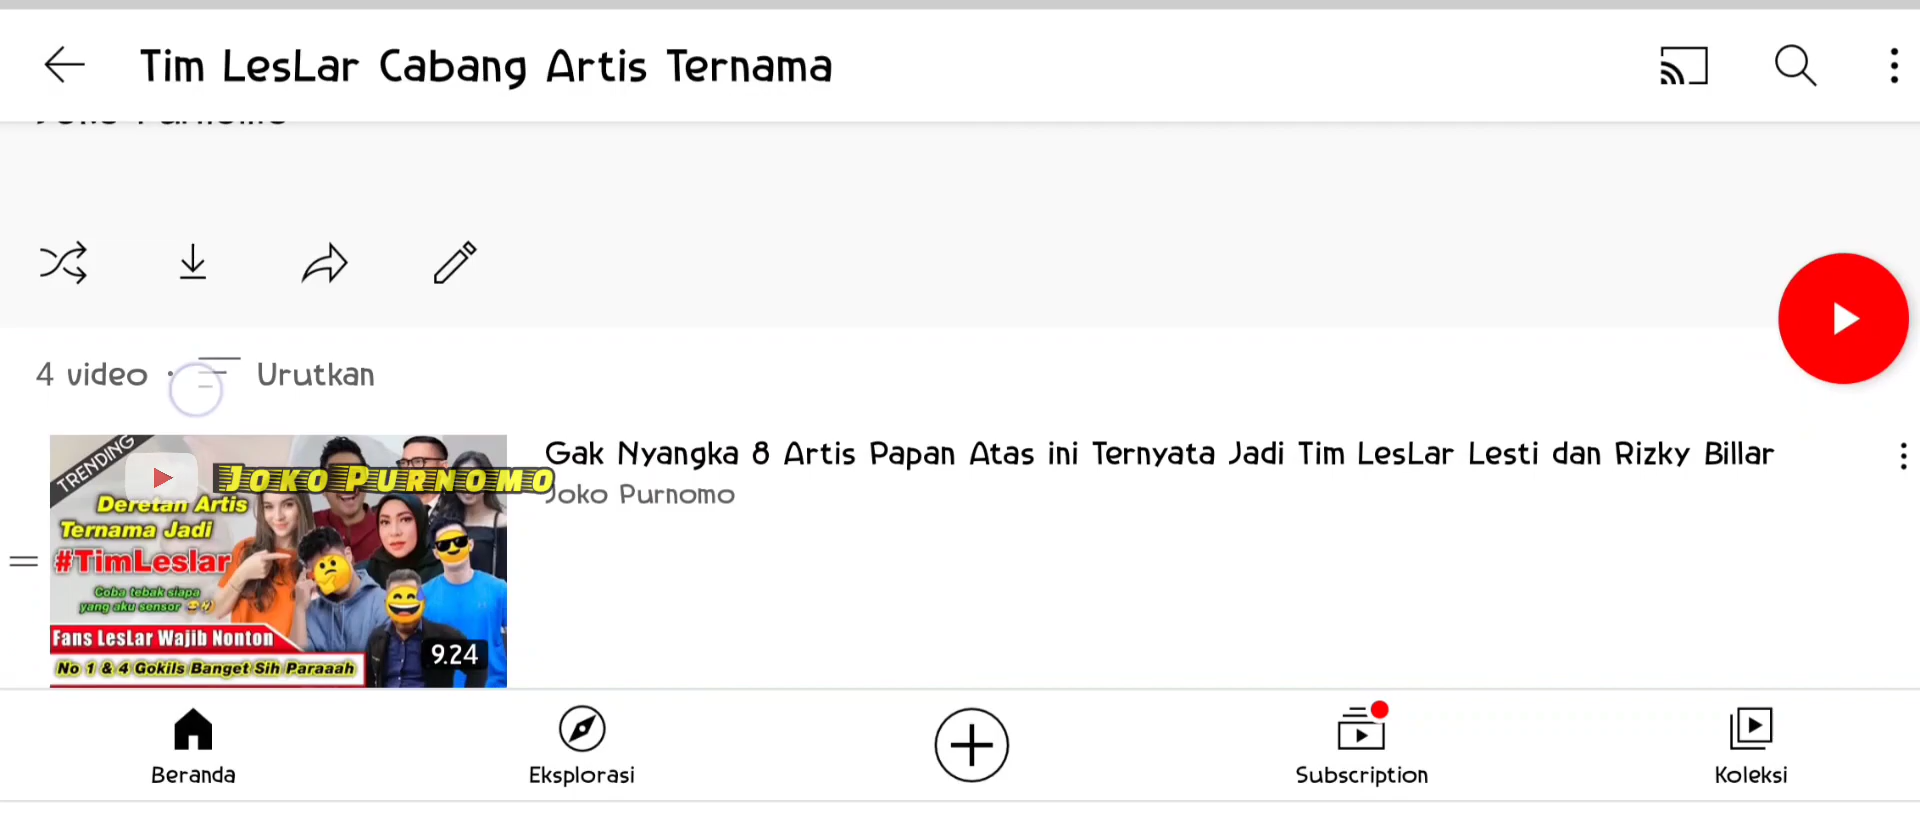 Tim LesLar Cabang Artis Ternama
Joko Purnomo
4 video · Urutkan
Gak Nyangka 8 Artis Papan Atas ini Ternyata Jadi Tim LesLar Lesti dan Rizky Billar
Joko Purnomo
TRENDING
JOKO PURNOMO
Deretan Artis
Ternama Jadi
#TimLeslar
Coba tebak siapa
yang aku sensor
Fans LesLar Wajib Nonton
No 1 & 4 Gokils Banget Sih Paraaah
9.24
Beranda
Eksplorasi
Subscription
Koleksi